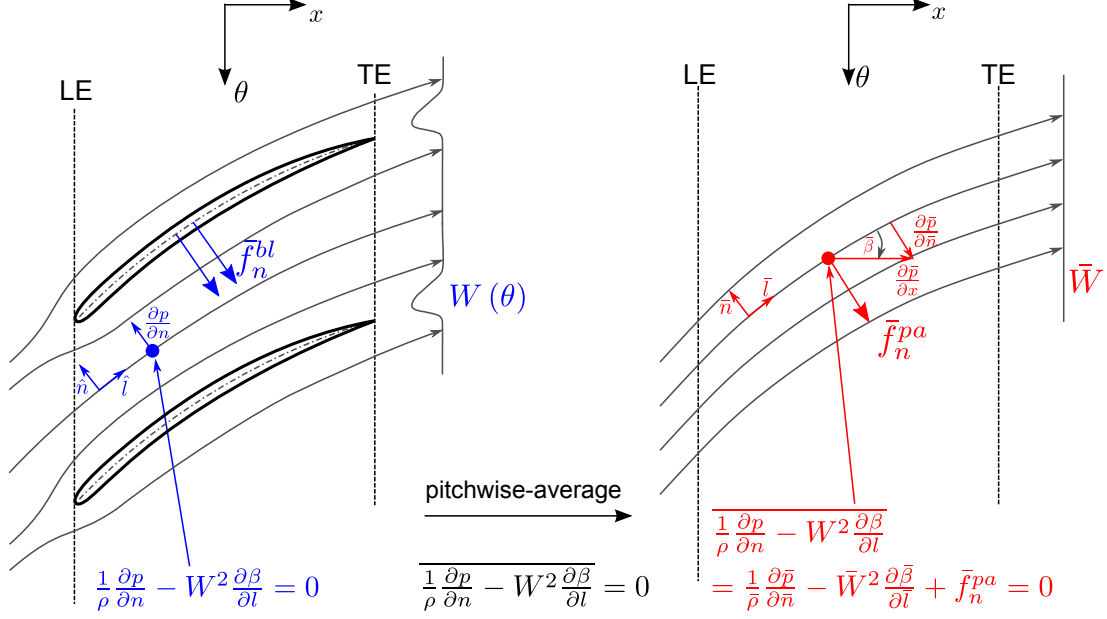 x
θ
LE
TE
f̄_n^{bl}
W (θ)
∂p/∂n
n̂
l̂
1/ρ ∂p/∂n − W² ∂β/∂l = 0
pitchwise-average
\overline{1/ρ ∂p/∂n − W² ∂β/∂l} = 0
x
θ
LE
TE
β̄
∂p̄/∂n̄
∂p̄/∂x
n̄
l̄
W̄
f̄_n^{pa}
\overline{1/ρ ∂p/∂n − W² ∂β/∂l}
= 1/ρ̄ ∂p̄/∂n̄ − W̄² ∂β̄/∂l̄ + f̄_n^{pa} = 0